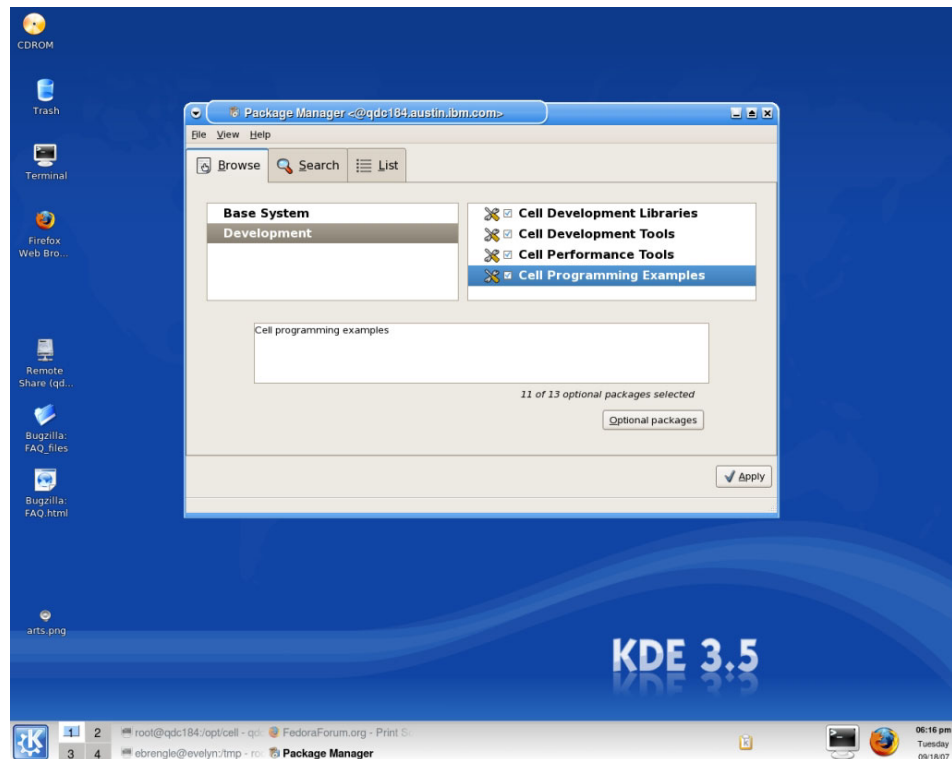 CDROM
Trash
Terminal
Firefox
Web Bro...
Remote
Share (qd...
Bugzilla:
FAQ_files
Bugzilla:
FAQ.html
arts.png
Package Manager <@qdc184.austin.ibm.com>
File View Help
Browse Search List
Base System
Development
Cell Development Libraries
Cell Development Tools
Cell Performance Tools
Cell Programming Examples
Cell programming examples
11 of 13 optional packages selected
Optional packages
Apply
KDE 3.5
1 2
3 4
root@qdc184:/opt/cell - qd
FedoraForum.org - Print S
ebrengle@evelyn:/tmp - ro
Package Manager
06:16 pm
Tuesday
09/18/07